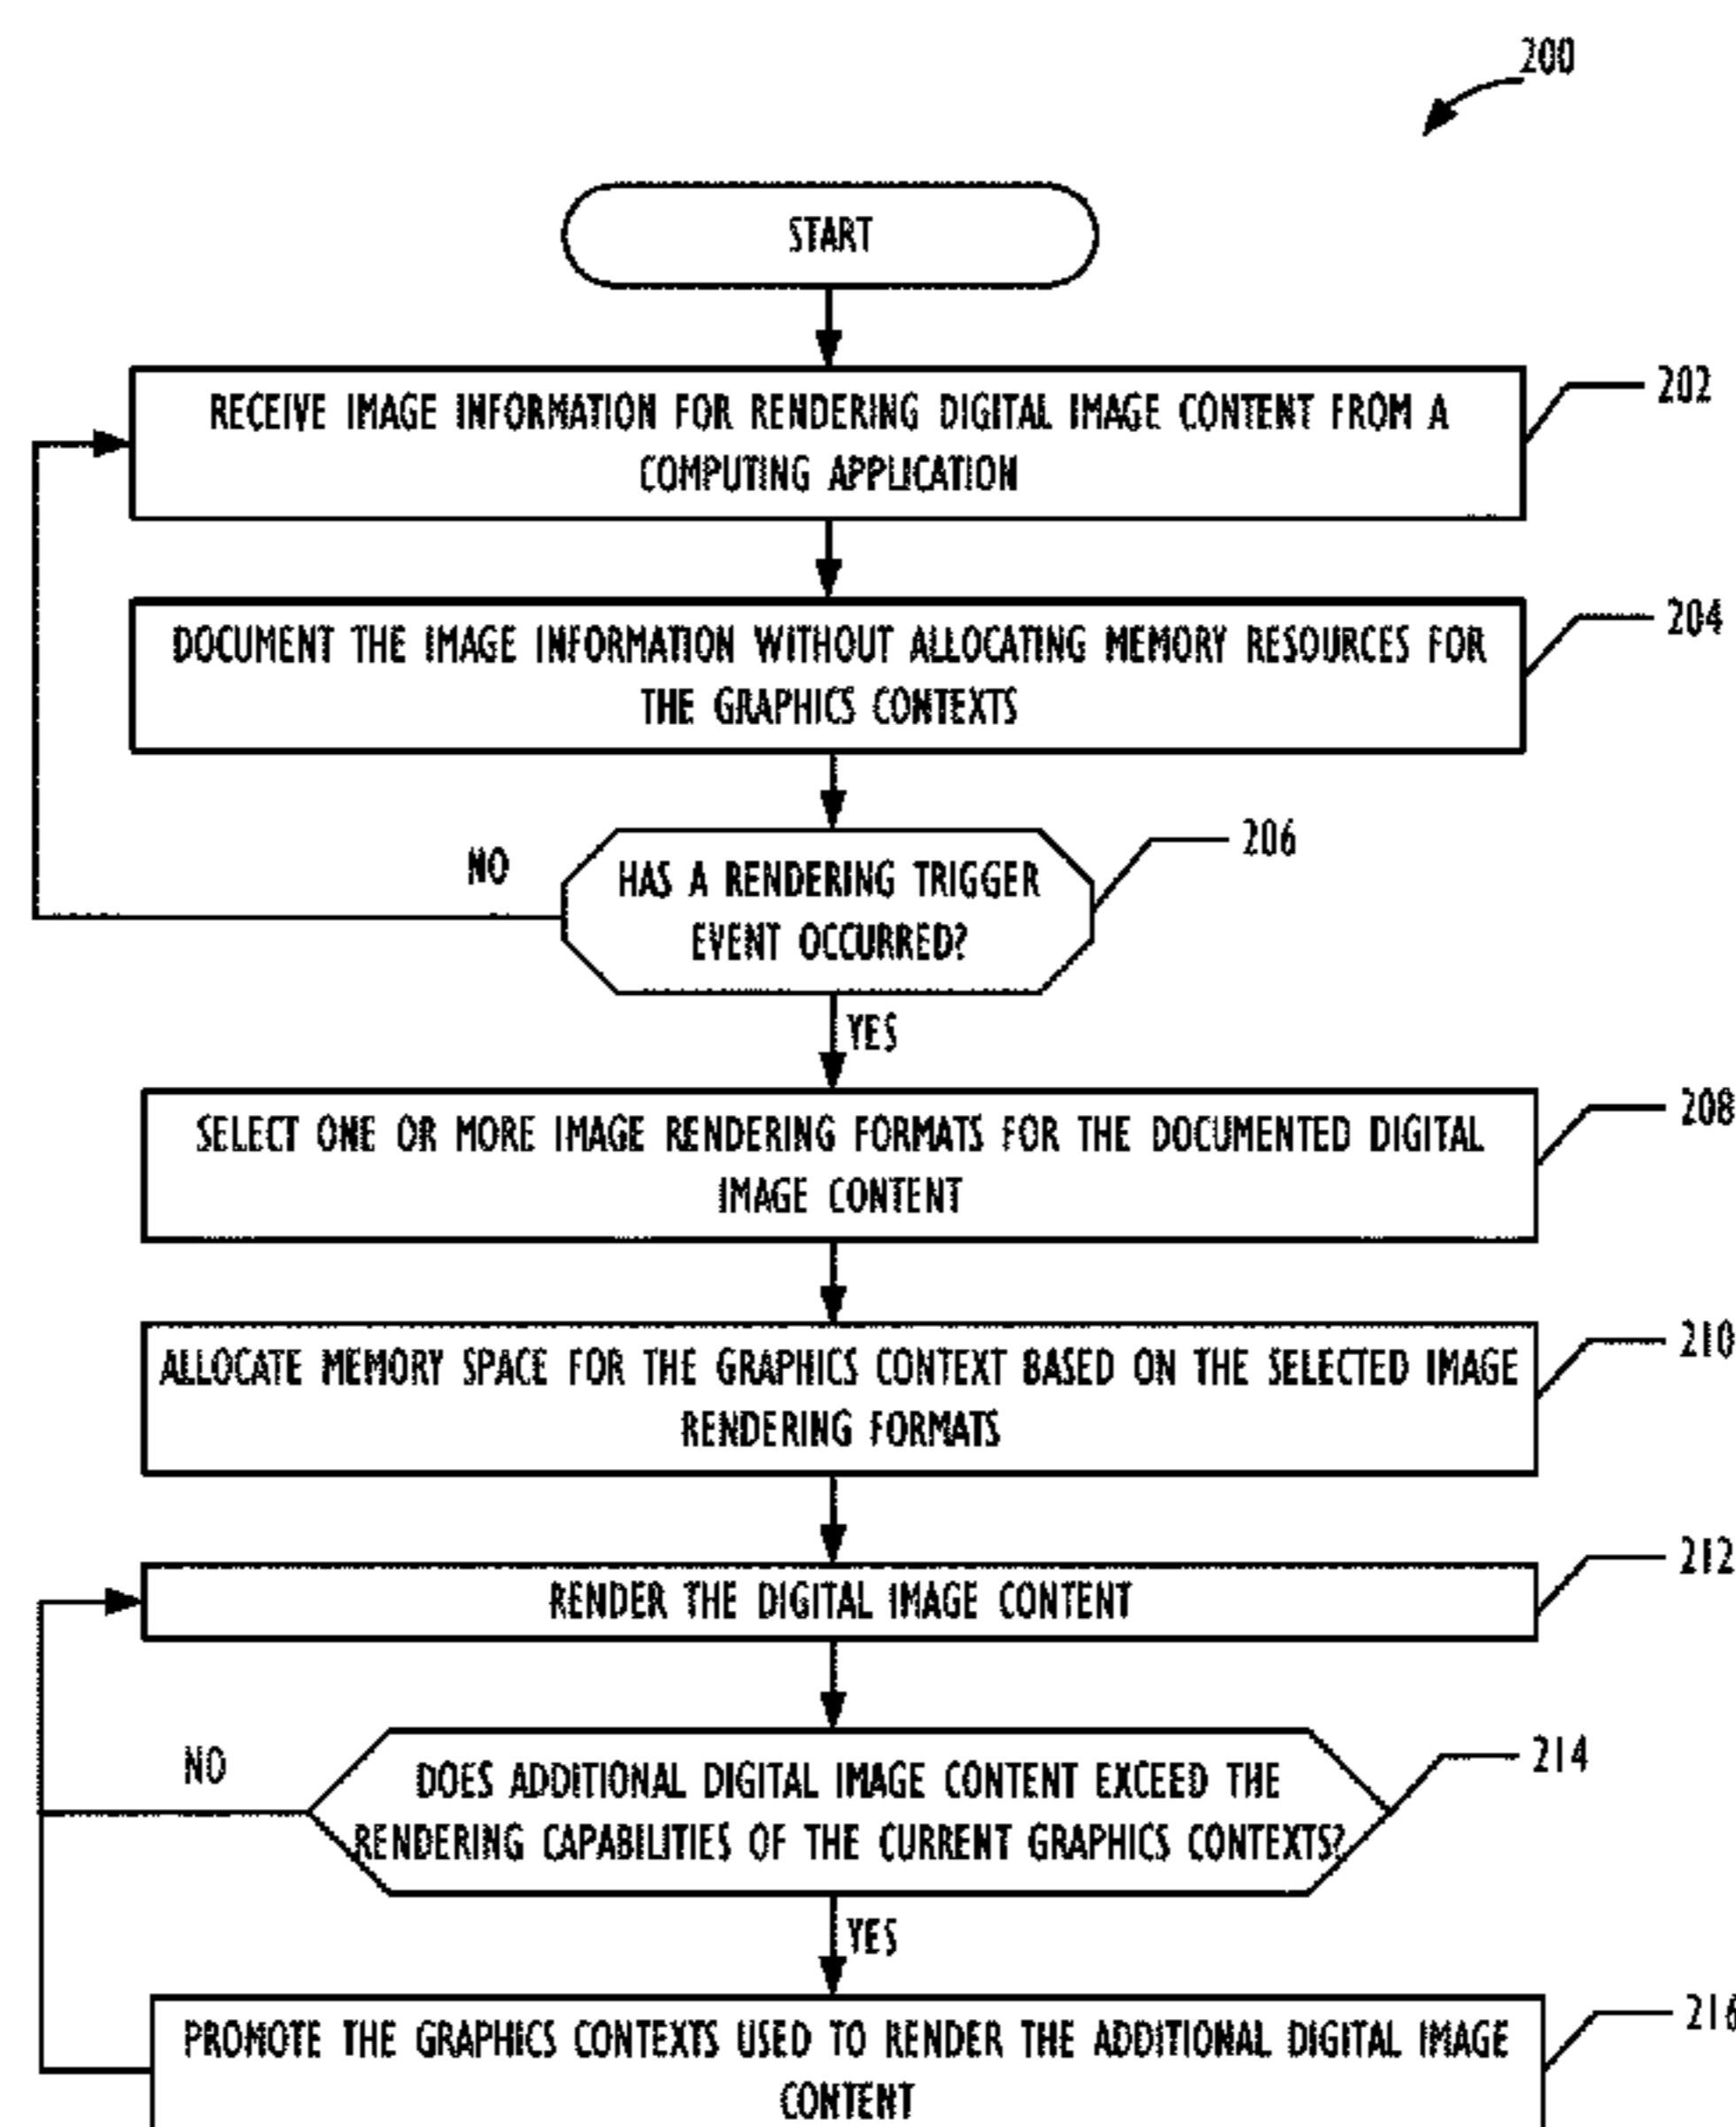 200
START
RECEIVE IMAGE INFORMATION FOR RENDERING DIGITAL IMAGE CONTENT FROM A
COMPUTING APPLICATION
202
DOCUMENT THE IMAGE INFORMATION WITHOUT ALLOCATING MEMORY RESOURCES FOR
THE GRAPHICS CONTEXTS
204
NO
HAS A RENDERING TRIGGER
EVENT OCCURRED?
206
YES
SELECT ONE OR MORE IMAGE RENDERING FORMATS FOR THE DOCUMENTED DIGITAL
IMAGE CONTENT
208
ALLOCATE MEMORY SPACE FOR THE GRAPHICS CONTEXT BASED ON THE SELECTED IMAGE
RENDERING FORMATS
210
RENDER THE DIGITAL IMAGE CONTENT
212
NO
DOES ADDITIONAL DIGITAL IMAGE CONTENT EXCEED THE
RENDERING CAPABILITIES OF THE CURRENT GRAPHICS CONTEXTS?
214
YES
PROMOTE THE GRAPHICS CONTEXTS USED TO RENDER THE ADDITIONAL DIGITAL IMAGE
CONTENT
216